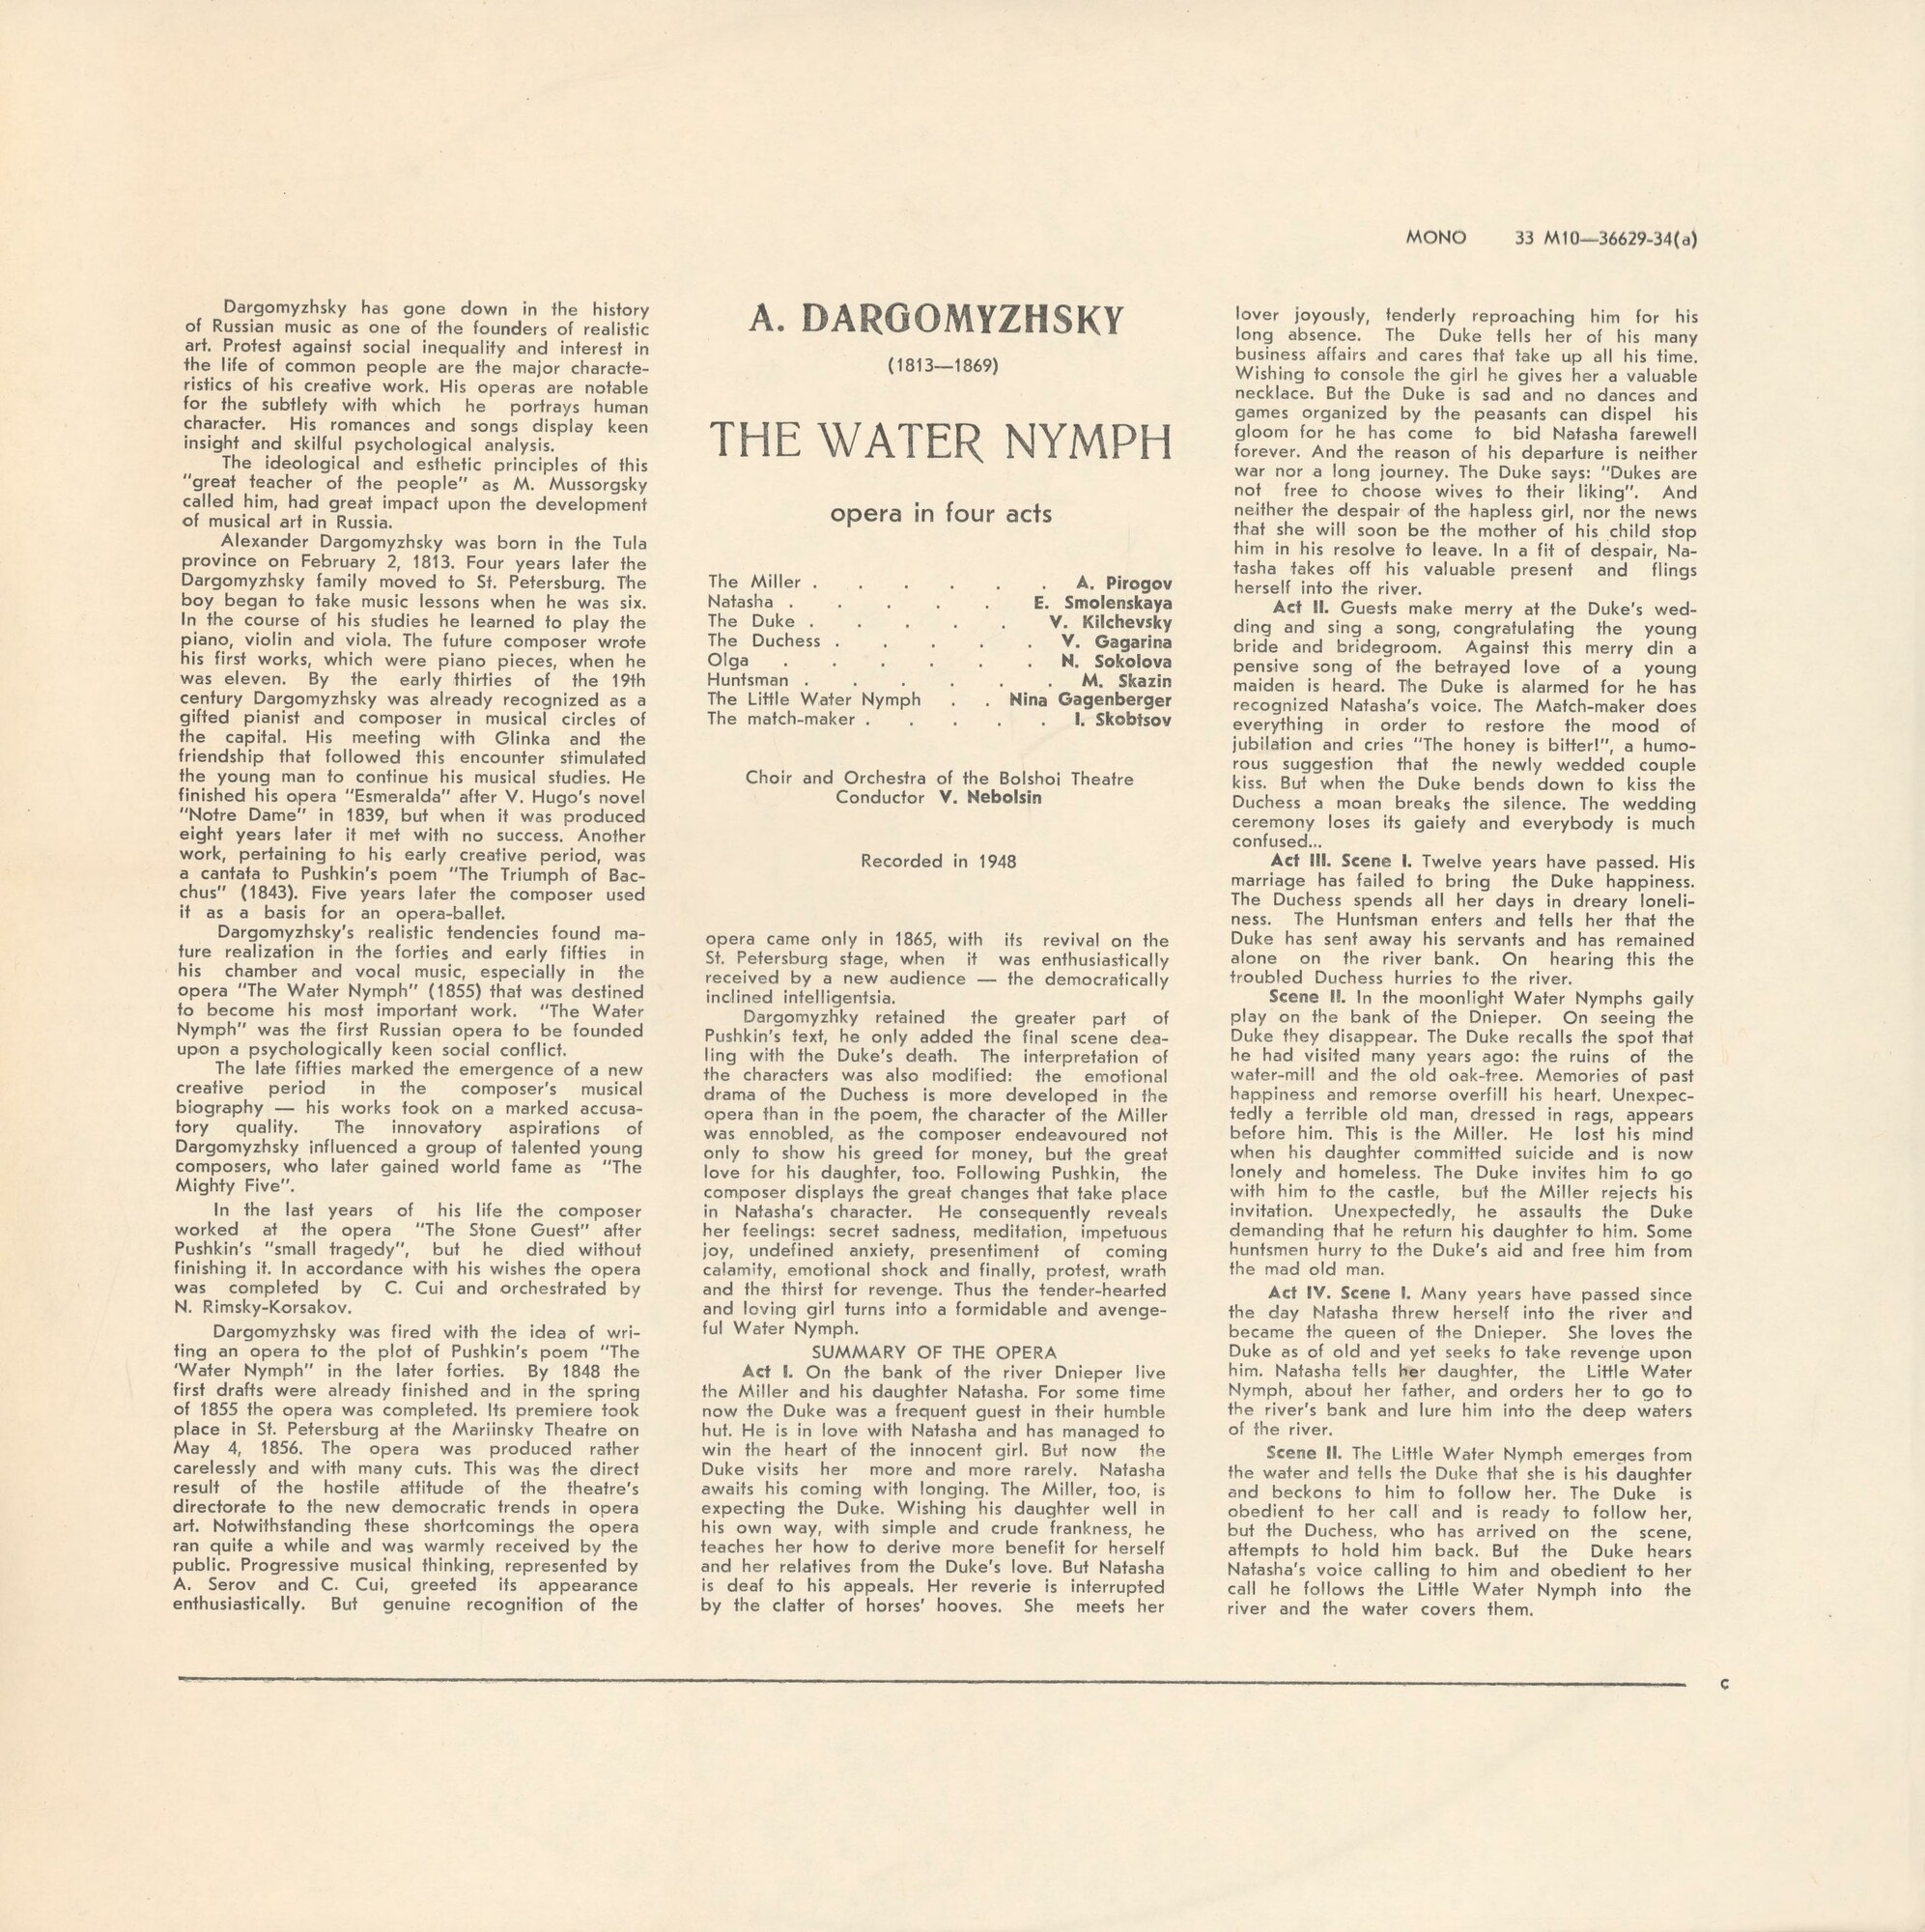 MONO 33 M10—36629-34(a)
Dargomyzhsky has gone down in the history
of Russian music as one of the founders of realistic
art. Protest against social inequality and interest in
the life of common people are the major characte-
ristics of his creative work. His operas are notable
for the subtlety with which he portrays human
character. His romances and songs display keen
insight and skilful psychological analysis.
The ideological and esthetic principles of this
"great teacher of the people" as M. Mussorgsky
called him, had great impact upon the development
of musical art in Russia.
Alexander Dargomyzhsky was born in the Tula
province on February 2, 1813. Four years later the
Dargomyzhsky family moved to St. Petersburg. The
boy began to take music lessons when he was six.
In the course of his studies he learned to play the
piano, violin and viola. The future composer wrote
his first works, which were piano pieces, when he
was eleven. By the early thirties of the 19th
century Dargomyzhsky was already recognized as a
gifted pianist and composer in musical circles of
the capital. His meeting with Glinka and the
friendship that followed this encounter stimulated
the young man to continue his musical studies. He
finished his opera "Esmeralda" after V. Hugo's novel
"Notre Dame" in 1839, but when it was produced
eight years later it met with no success. Another
work, pertaining to his early creative period, was
a cantata to Pushkin's poem "The Triumph of Bac-
chus" (1843). Five years later the composer used
it as a basis for an opera-ballet.
Dargomyzhsky's realistic tendencies found ma-
ture realization in the forties and early fifties in
his chamber and vocal music, especially in the
opera "The Water Nymph" (1855) that was destined
to become his most important work. "The Water
Nymph" was the first Russian opera to be founded
upon a psychologically keen social conflict.
The late fifties marked the emergence of a new
creative period in the composer's musical
biography — his works took on a marked accusa-
tory quality. The innovatory aspirations of
Dargomyzhsky influenced a group of talented young
composers, who later gained world fame as "The
Mighty Five".
In the last years of his life the composer
worked at the opera "The Stone Guest" after
Pushkin's "small tragedy", but he died without
finishing it. In accordance with his wishes the opera
was completed by C. Cui and orchestrated by
N. Rimsky-Korsakov.
Dargomyzhsky was fired with the idea of wri-
ting an opera to the plot of Pushkin's poem "The
'Water Nymph" in the later forties. By 1848 the
first drafts were already finished and in the spring
of 1855 the opera was completed. Its premiere took
place in St. Petersburg at the Mariinsky Theatre on
May 4, 1856. The opera was produced rather
carelessly and with many cuts. This was the direct
result of the hostile attitude of the theatre's
directorate to the new democratic trends in opera
art. Notwithstanding these shortcomings the opera
ran quite a while and was warmly received by the
public. Progressive musical thinking, represented by
A. Serov and C. Cui, greeted its appearance
enthusiastically. But genuine recognition of the
A. DARGOMYZHSKY
(1813—1869)
THE WATER NYMPH
opera in four acts
The Miller . . . . . . A. Pirogov
Natasha . . . . . E. Smolenskaya
The Duke . . . . . V. Kilchevsky
The Duchess . . . . . V. Gagarina
Olga . . . . . . N. Sokolova
Huntsman . . . . . . M. Skazin
The Little Water Nymph . . Nina Gagenberger
The match-maker . . . . . I. Skobtsov
Choir and Orchestra of the Bolshoi Theatre
Conductor V. Nebolsin
Recorded in 1948
opera came only in 1865, with its revival on the
St. Petersburg stage, when it was enthusiastically
received by a new audience — the democratically
inclined intelligentsia.
Dargomyzhky retained the greater part of
Pushkin's text, he only added the final scene dea-
ling with the Duke's death. The interpretation of
the characters was also modified: the emotional
drama of the Duchess is more developed in the
opera than in the poem, the character of the Miller
was ennobled, as the composer endeavoured not
only to show his greed for money, but the great
love for his daughter, too. Following Pushkin, the
composer displays the great changes that take place
in Natasha's character. He consequently reveals
her feelings: secret sadness, meditation, impetuous
joy, undefined anxiety, presentiment of coming
calamity, emotional shock and finally, protest, wrath
and the thirst for revenge. Thus the tender-hearted
and loving girl turns into a formidable and avenge-
ful Water Nymph.
SUMMARY OF THE OPERA
Act I. On the bank of the river Dnieper live
the Miller and his daughter Natasha. For some time
now the Duke was a frequent guest in their humble
hut. He is in love with Natasha and has managed to
win the heart of the innocent girl. But now the
Duke visits her more and more rarely. Natasha
awaits his coming with longing. The Miller, too, is
expecting the Duke. Wishing his daughter well in
his own way, with simple and crude frankness, he
teaches her how to derive more benefit for herself
and her relatives from the Duke's love. But Natasha
is deaf to his appeals. Her reverie is interrupted
by the clatter of horses' hooves. She meets her
lover joyously, tenderly reproaching him for his
long absence. The Duke tells her of his many
business affairs and cares that take up all his time.
Wishing to console the girl he gives her a valuable
necklace. But the Duke is sad and no dances and
games organized by the peasants can dispel his
gloom for he has come to bid Natasha farewell
forever. And the reason of his departure is neither
war nor a long journey. The Duke says: "Dukes are
not free to choose wives to their liking". And
neither the despair of the hapless girl, nor the news
that she will soon be the mother of his child stop
him in his resolve to leave. In a fit of despair, Na-
tasha takes off his valuable present and flings
herself into the river.
Act II. Guests make merry at the Duke's wed-
ding and sing a song, congratulating the young
bride and bridegroom. Against this merry din a
pensive song of the betrayed love of a young
maiden is heard. The Duke is alarmed for he has
recognized Natasha's voice. The Match-maker does
everything in order to restore the mood of
jubilation and cries "The honey is bitter!", a humo-
rous suggestion that the newly wedded couple
kiss. But when the Duke bends down to kiss the
Duchess a moan breaks the silence. The wedding
ceremony loses its gaiety and everybody is much
confused...
Act III. Scene I. Twelve years have passed. His
marriage has failed to bring the Duke happiness.
The Duchess spends all her days in dreary loneli-
ness. The Huntsman enters and tells her that the
Duke has sent away his servants and has remained
alone on the river bank. On hearing this the
troubled Duchess hurries to the river.
Scene II. In the moonlight Water Nymphs gaily
play on the bank of the Dnieper. On seeing the
Duke they disappear. The Duke recalls the spot that
he had visited many years ago: the ruins of the
water-mill and the old oak-tree. Memories of past
happiness and remorse overfill his heart. Unexpec-
tedly a terrible old man, dressed in rags, appears
before him. This is the Miller. He lost his mind
when his daughter committed suicide and is now
lonely and homeless. The Duke invites him to go
with him to the castle, but the Miller rejects his
invitation. Unexpectedly, he assaults the Duke
demanding that he return his daughter to him. Some
huntsmen hurry to the Duke's aid and free him from
the mad old man.
Act IV. Scene I. Many years have passed since
the day Natasha threw herself into the river and
became the queen of the Dnieper. She loves the
Duke as of old and yet seeks to take revenge upon
him. Natasha tells her daughter, the Little Water
Nymph, about her father, and orders her to go to
the river's bank and lure him into the deep waters
of the river.
Scene II. The Little Water Nymph emerges from
the water and tells the Duke that she is his daughter
and beckons to him to follow her. The Duke is
obedient to her call and is ready to follow her,
but the Duchess, who has arrived on the scene,
attempts to hold him back. But the Duke hears
Natasha's voice calling to him and obedient to her
call he follows the Little Water Nymph into the
river and the water covers them.
C